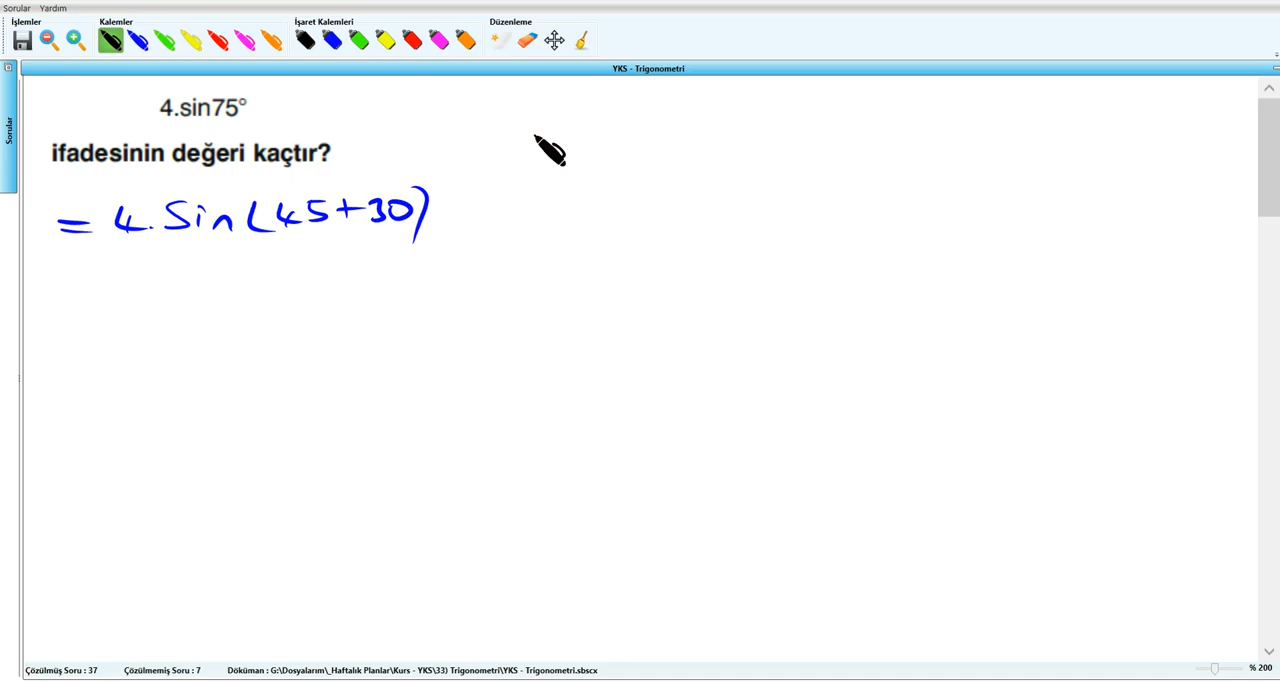 Sorular Yardım
İşlemler Kalemler İşaret Kalemleri Düzenleme
YKS - Trigonometri
Sorular
4.sin75°
ifadesinin değeri kaçtır?
= 4.Sin(45+30)
Çözülmüş Soru : 37 Çözülmemiş Soru : 7 Döküman : G:\Dosyalarım\_Haftalık Planlar\Kurs - YKS\33) Trigonometri\YKS - Trigonometri.sbscx % 200